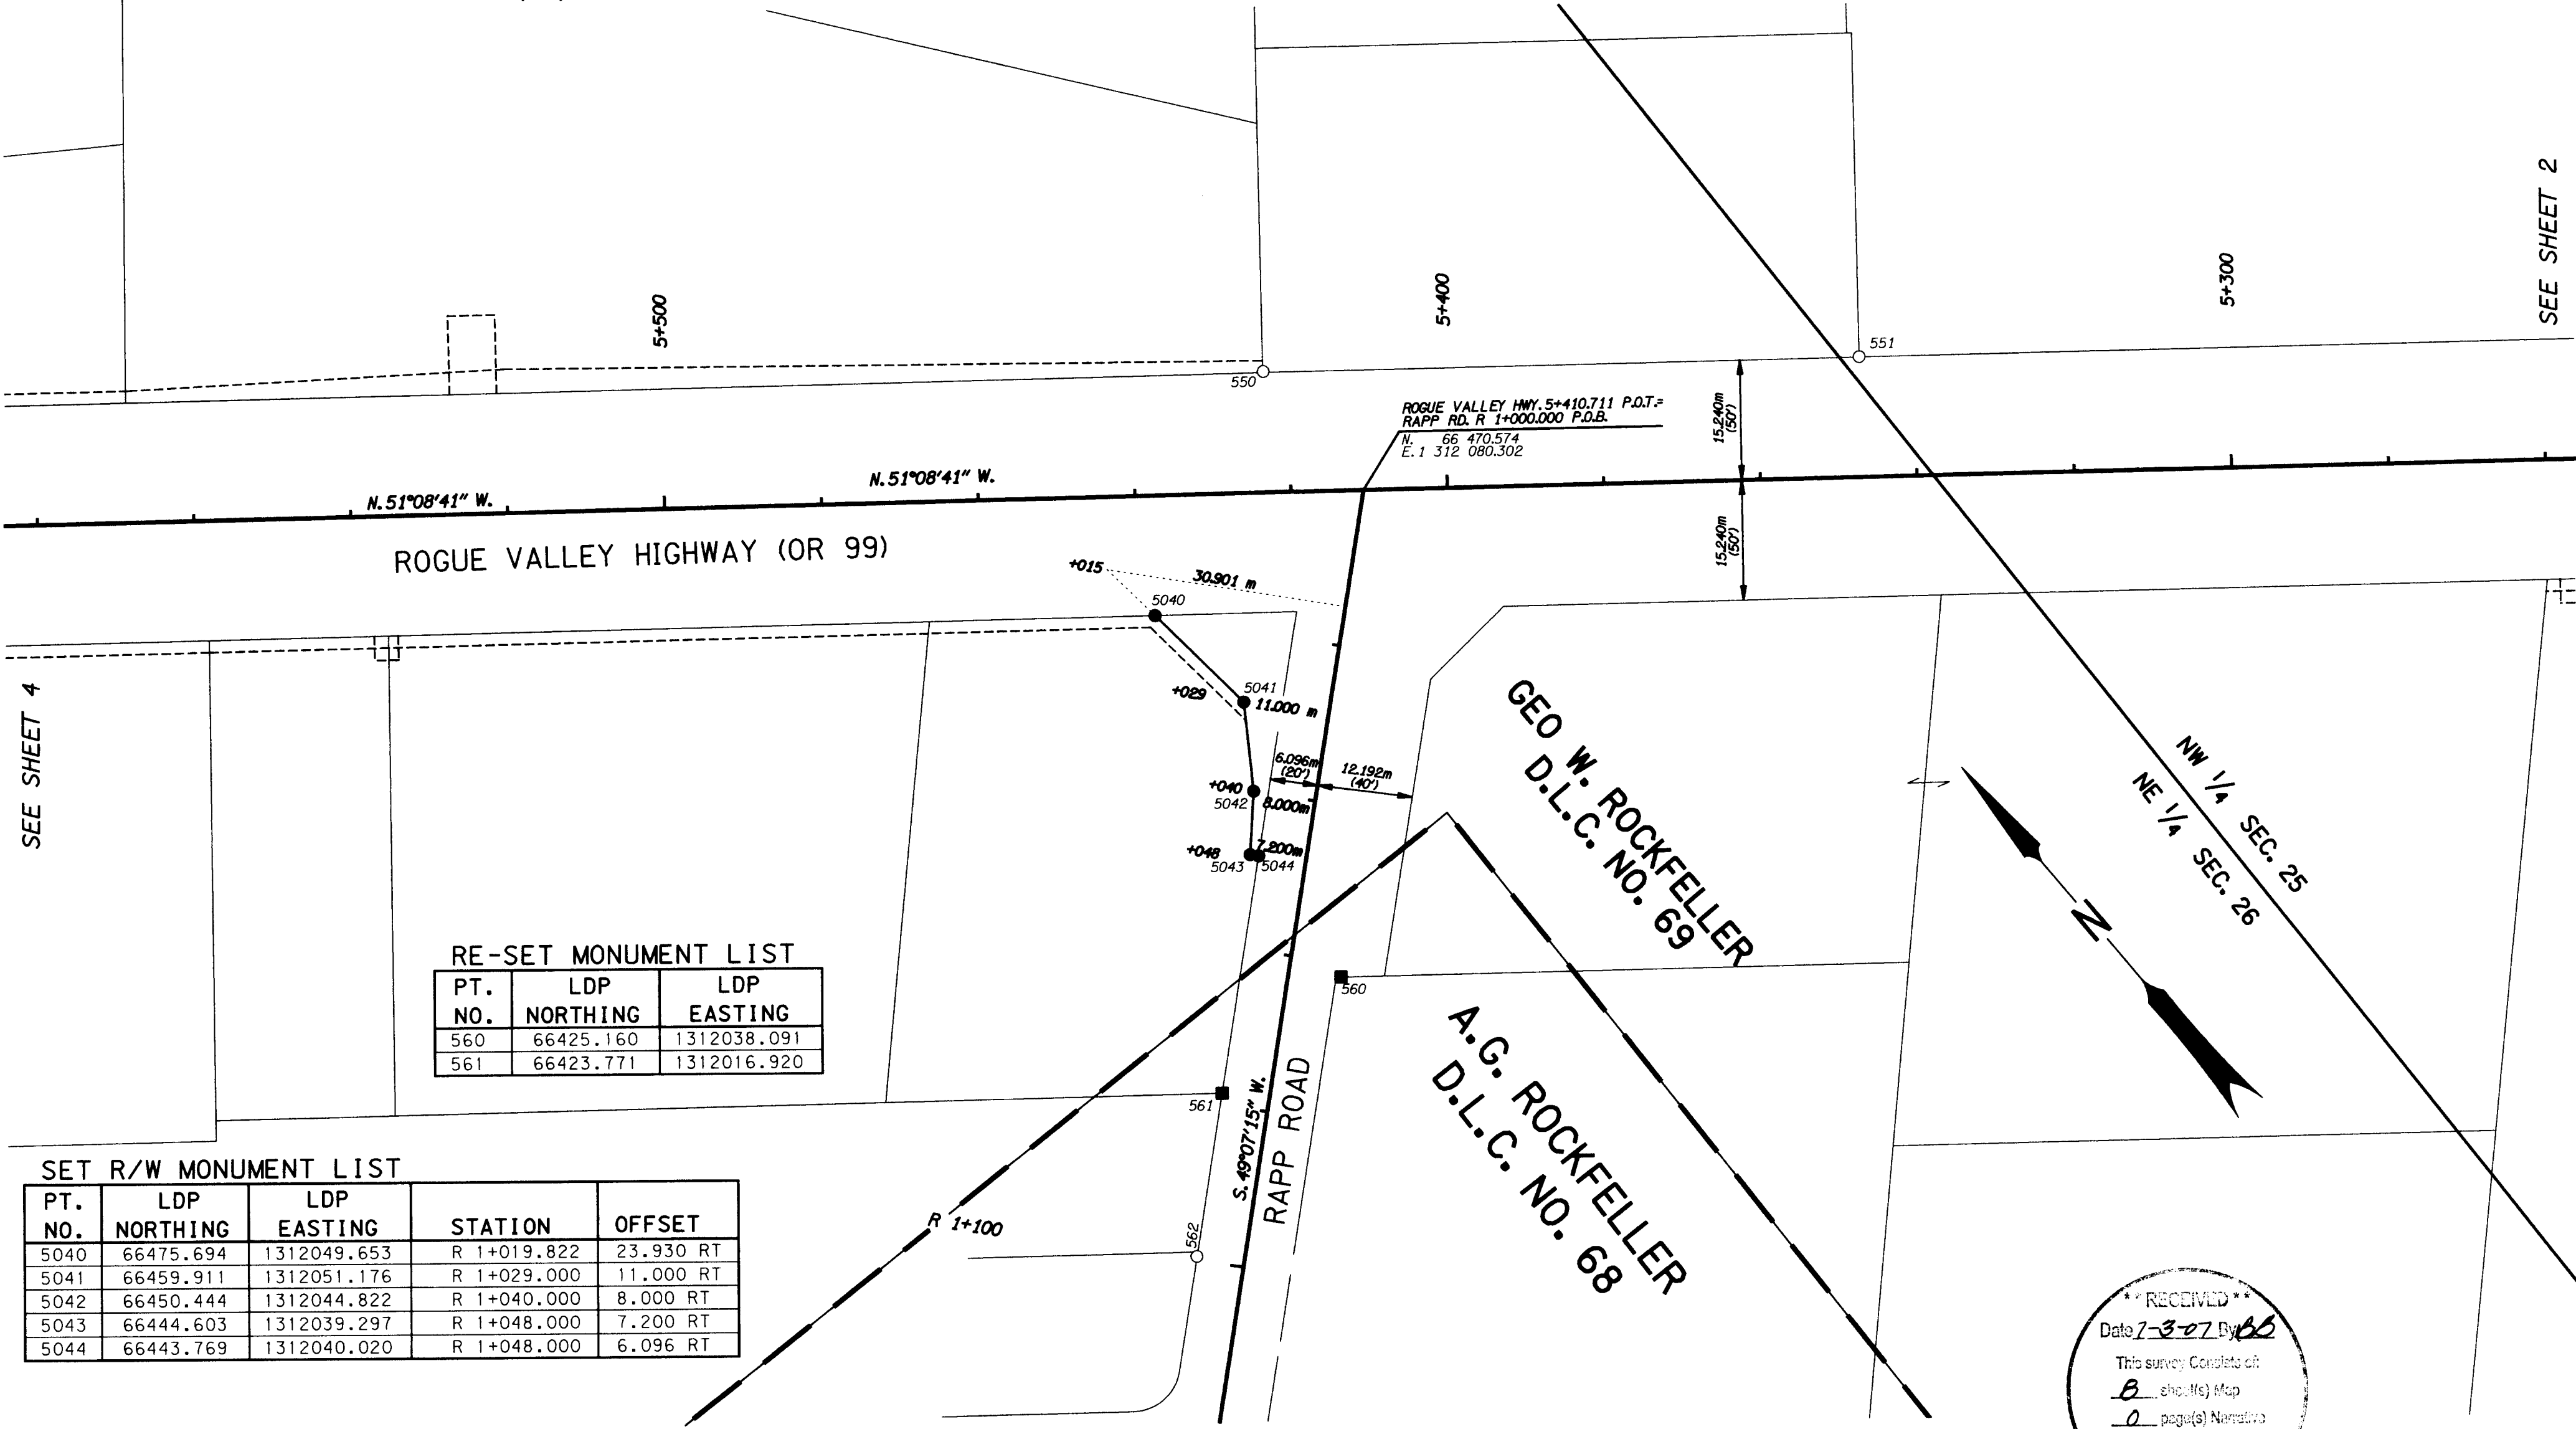 5+500
5+400
5+300
SEE SHEET 2
550
551
ROGUE VALLEY HWY. 5+410.711 P.O.T.=
RAPP RD. R 1+000.000 P.O.B.
N. 66 470.574
E. 1 312 080.302
15.240m
(50')
15.240m
(50')
N. 51°08'41" W.
N. 51°08'41" W.
ROGUE VALLEY HIGHWAY (OR 99)
+015
30.901 m
5040
5041
+029
11.000 m
6.096m
(20')
12.192m
(40')
+040
5042
8.000m
+048
7.200m
5043
5044
SEE SHEET 4
GEO W. ROCKFELLER
D.L.C. NO. 69
NW 1/4 SEC. 25
NE 1/4 SEC. 26
N
RE-SET MONUMENT LIST
PT. LDP LDP
NO. NORTHING EASTING
560 66425.160 1312038.091
561 66423.771 1312016.920
560
561
562
A.G. ROCKFELLER
D.L.C. NO. 68
S. 49°07'15" W.
RAPP ROAD
R 1+100
SET R/W MONUMENT LIST
PT. LDP LDP
NO. NORTHING EASTING STATION OFFSET
5040 66475.694 1312049.653 R 1+019.822 23.930 RT
5041 66459.911 1312051.176 R 1+029.000 11.000 RT
5042 66450.444 1312044.822 R 1+040.000 8.000 RT
5043 66444.603 1312039.297 R 1+048.000 7.200 RT
5044 66443.769 1312040.020 R 1+048.000 6.096 RT
* * RECEIVED * *
Date 7-3-07 By BB
This survey Consists of:
8 sheet(s) Map
0 page(s) Narrative